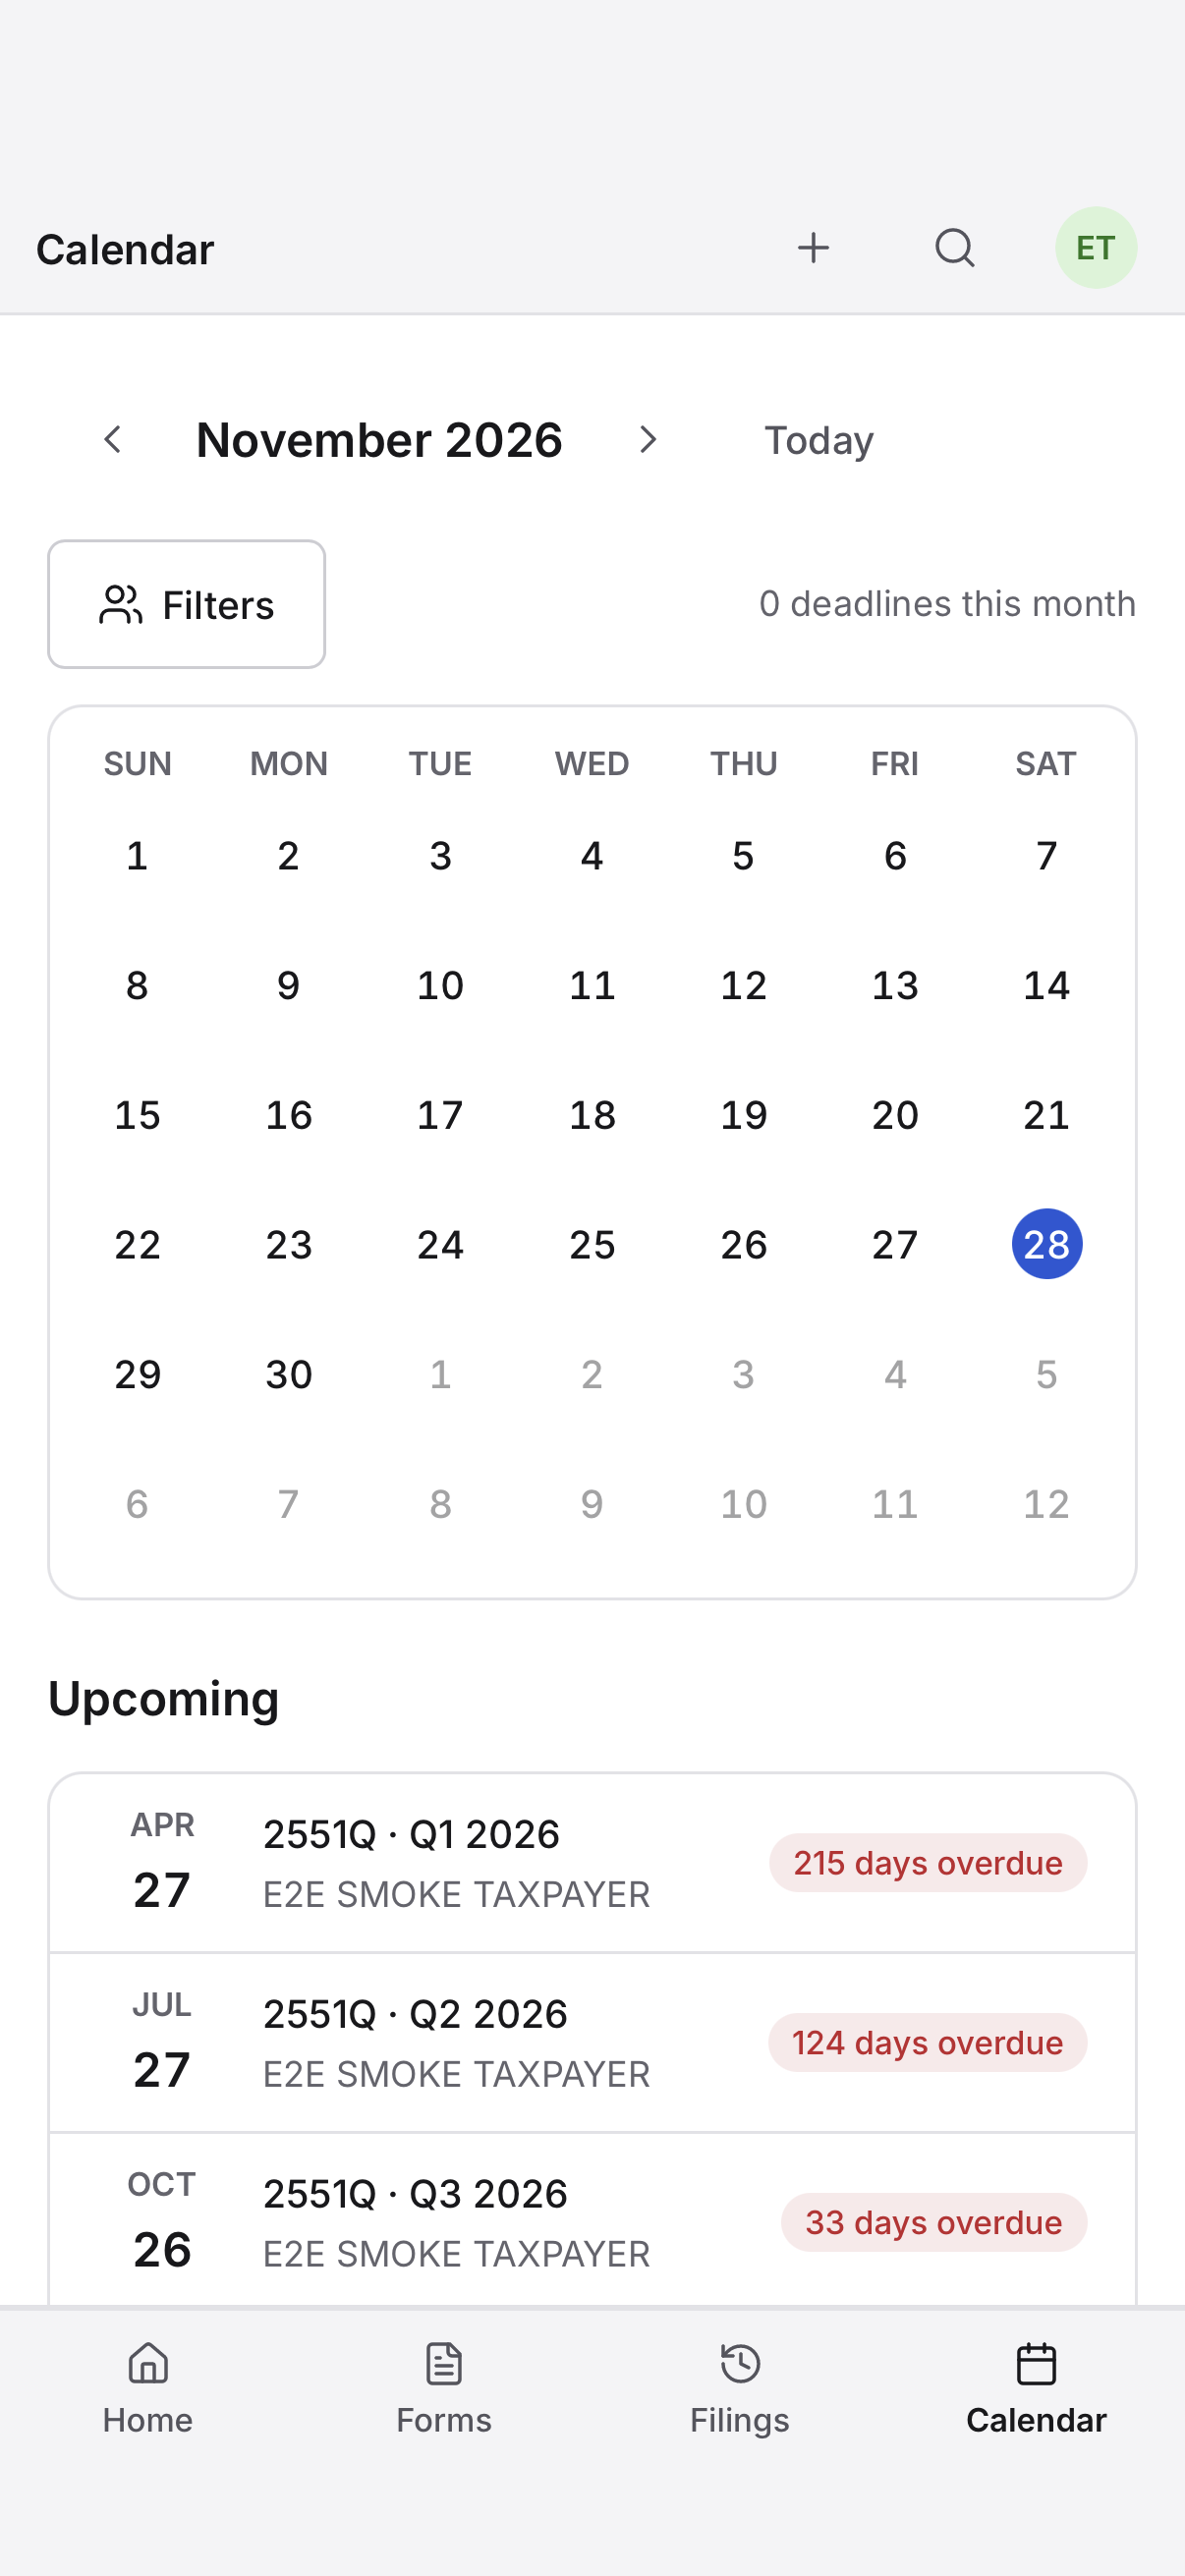 Calendar
ET
November 2026
Today
Filters
0 deadlines this month
SUN MON TUE WED THU FRI SAT
1 2 3 4 5 6 7
8 9 10 11 12 13 14
15 16 17 18 19 20 21
22 23 24 25 26 27 28
29 30 1 2 3 4 5
6 7 8 9 10 11 12
Upcoming
APR 27
2551Q · Q1 2026
E2E SMOKE TAXPAYER
215 days overdue
JUL 27
2551Q · Q2 2026
E2E SMOKE TAXPAYER
124 days overdue
OCT 26
2551Q · Q3 2026
E2E SMOKE TAXPAYER
33 days overdue
Home Forms Filings Calendar